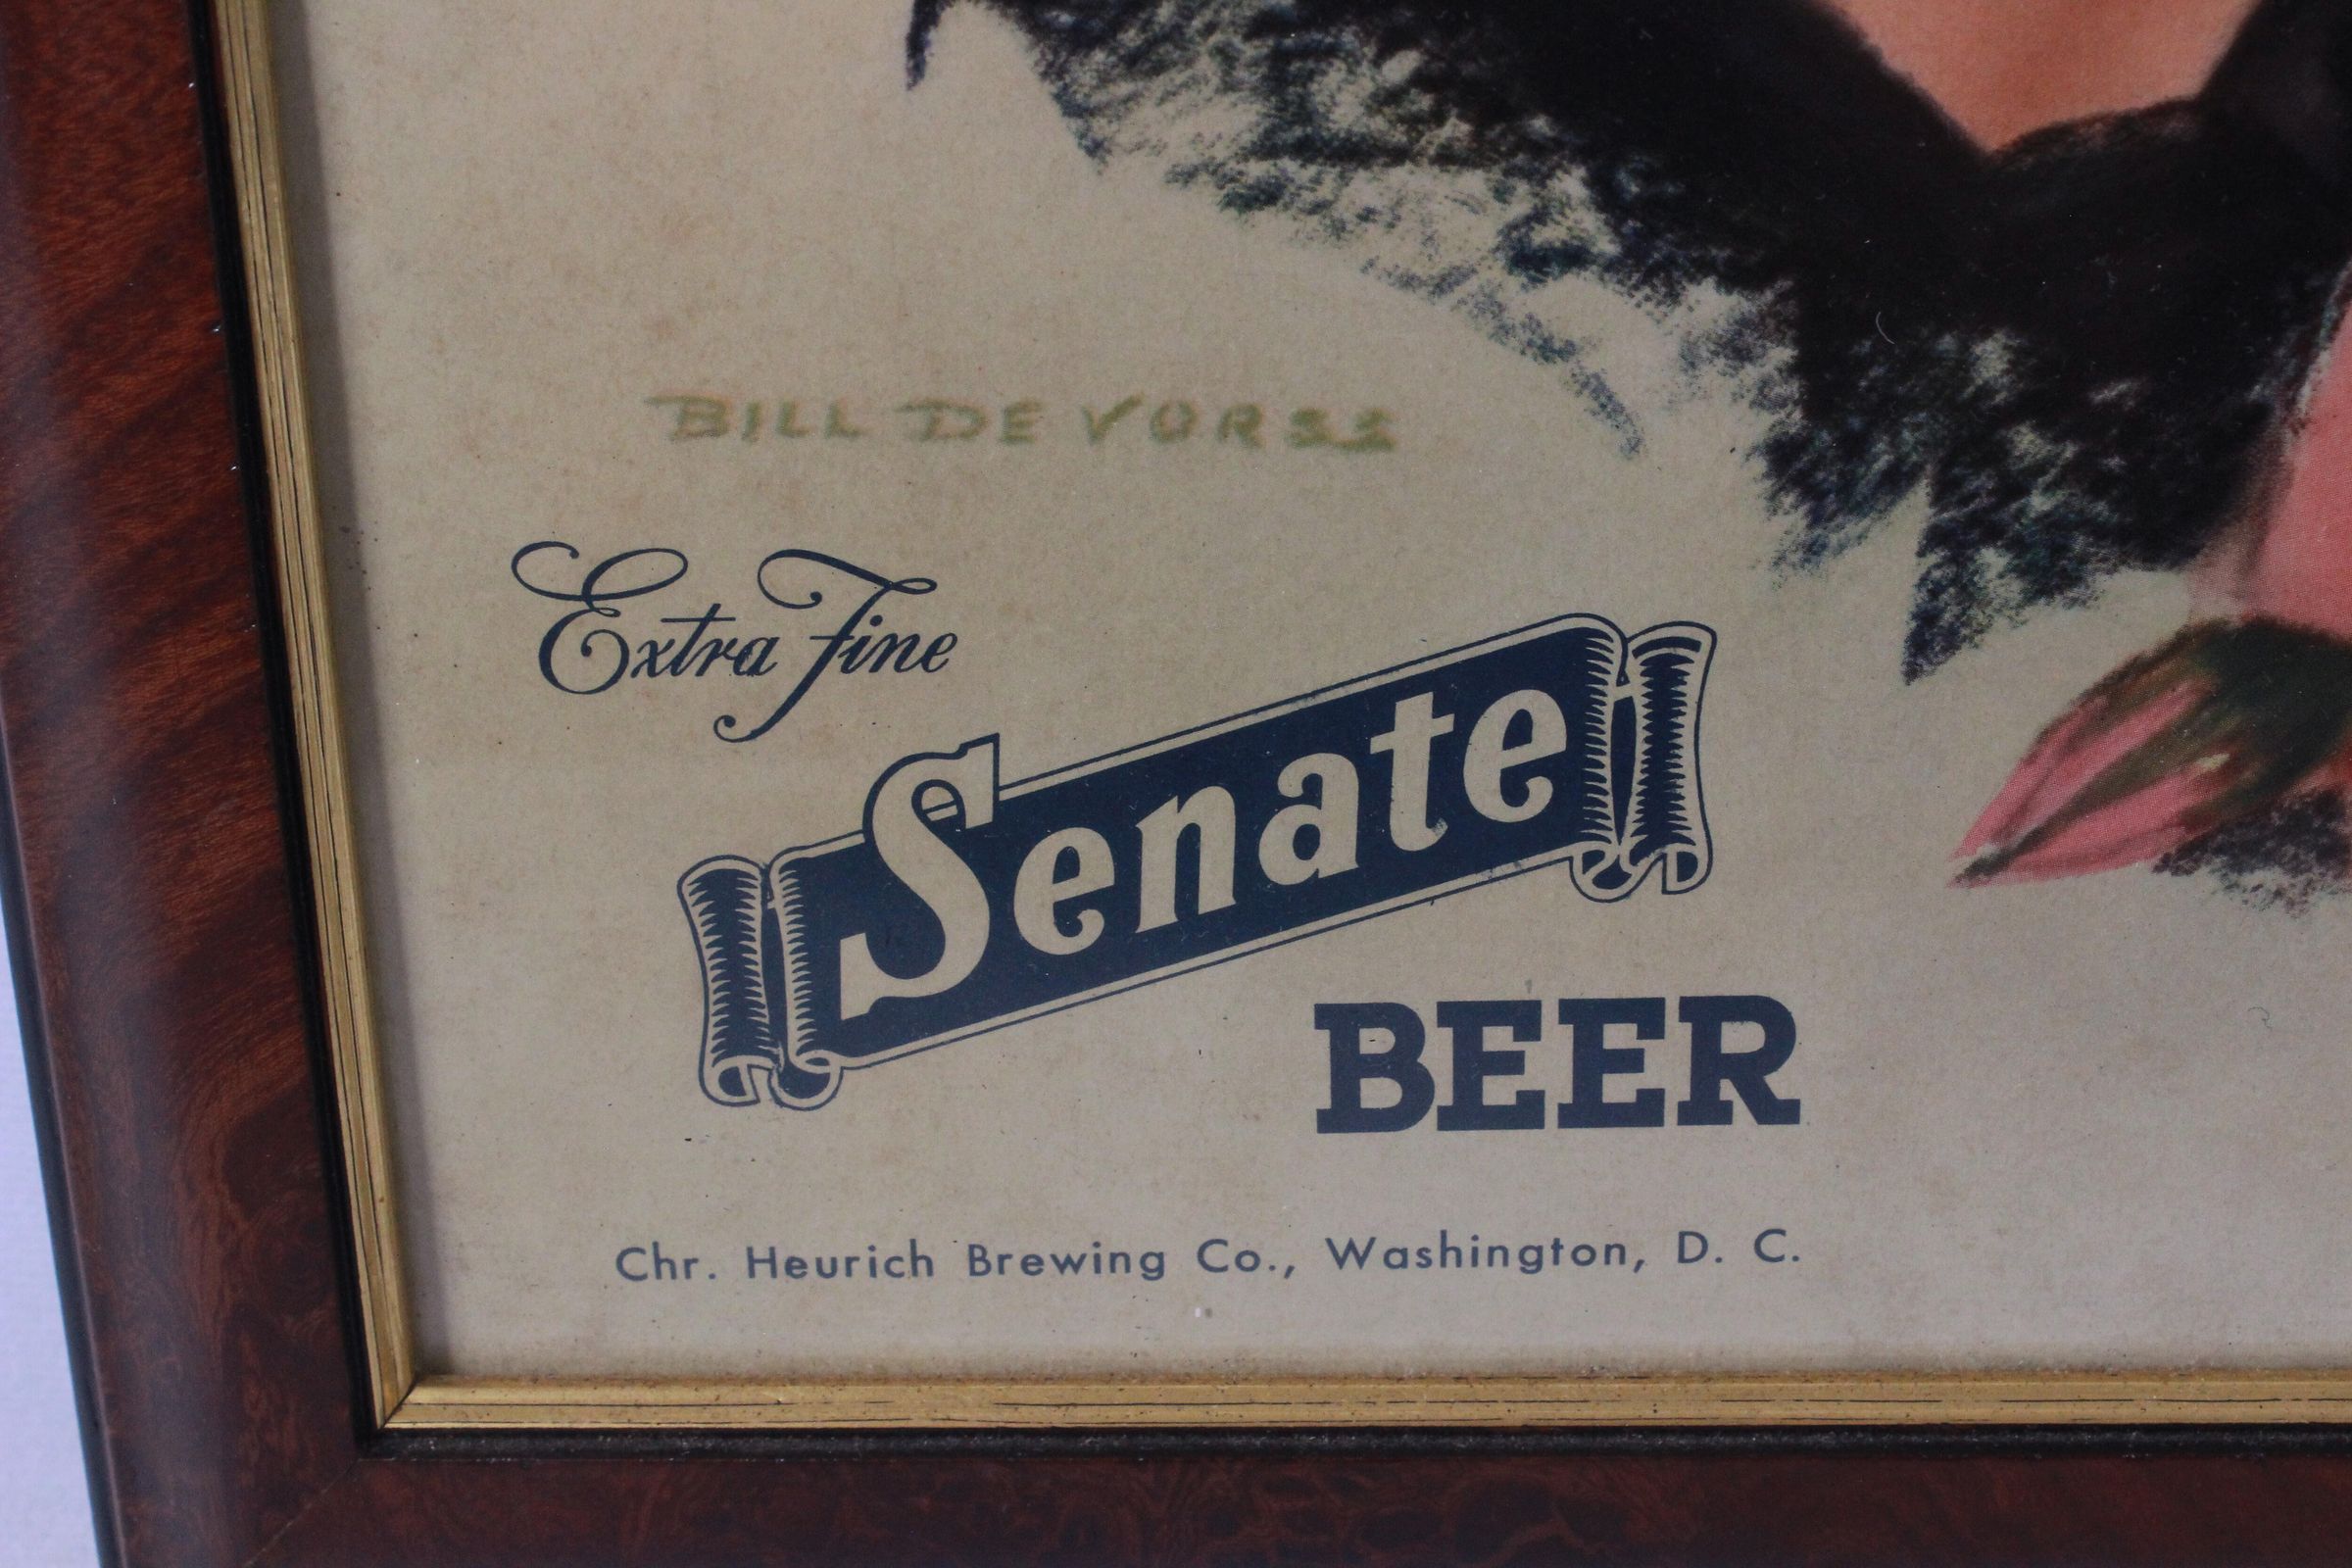 BILL DE VORSS
Extra Fine
Senate
BEER
Chr. Heurich Brewing Co., Washington, D. C.